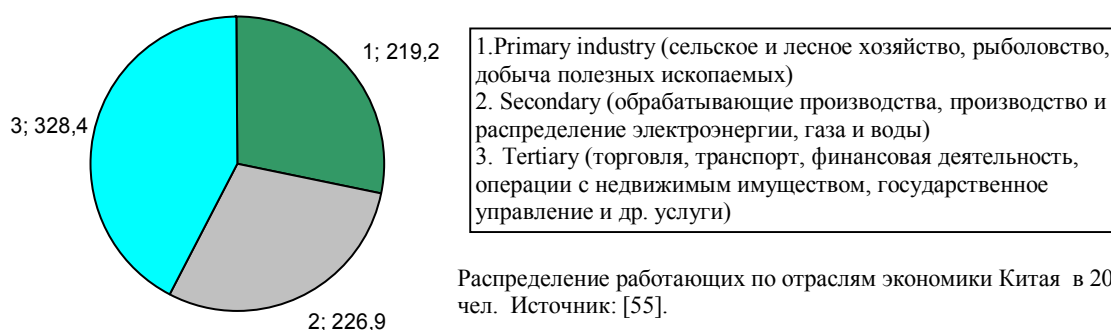 1; 219,2
3; 328,4
2; 226,9
1.Primary industry (сельское и лесное хозяйство, рыболовство,
добыча полезных ископаемых)
2. Secondary (обрабатывающие производства, производство и
распределение электроэнергии, газа и воды)
3. Tertiary (торговля, транспорт, финансовая деятельность,
операции с недвижимым имуществом, государственное
управление и др. услуги)
Распределение работающих по отраслям экономики Китая в 20
чел. Источник: [55].